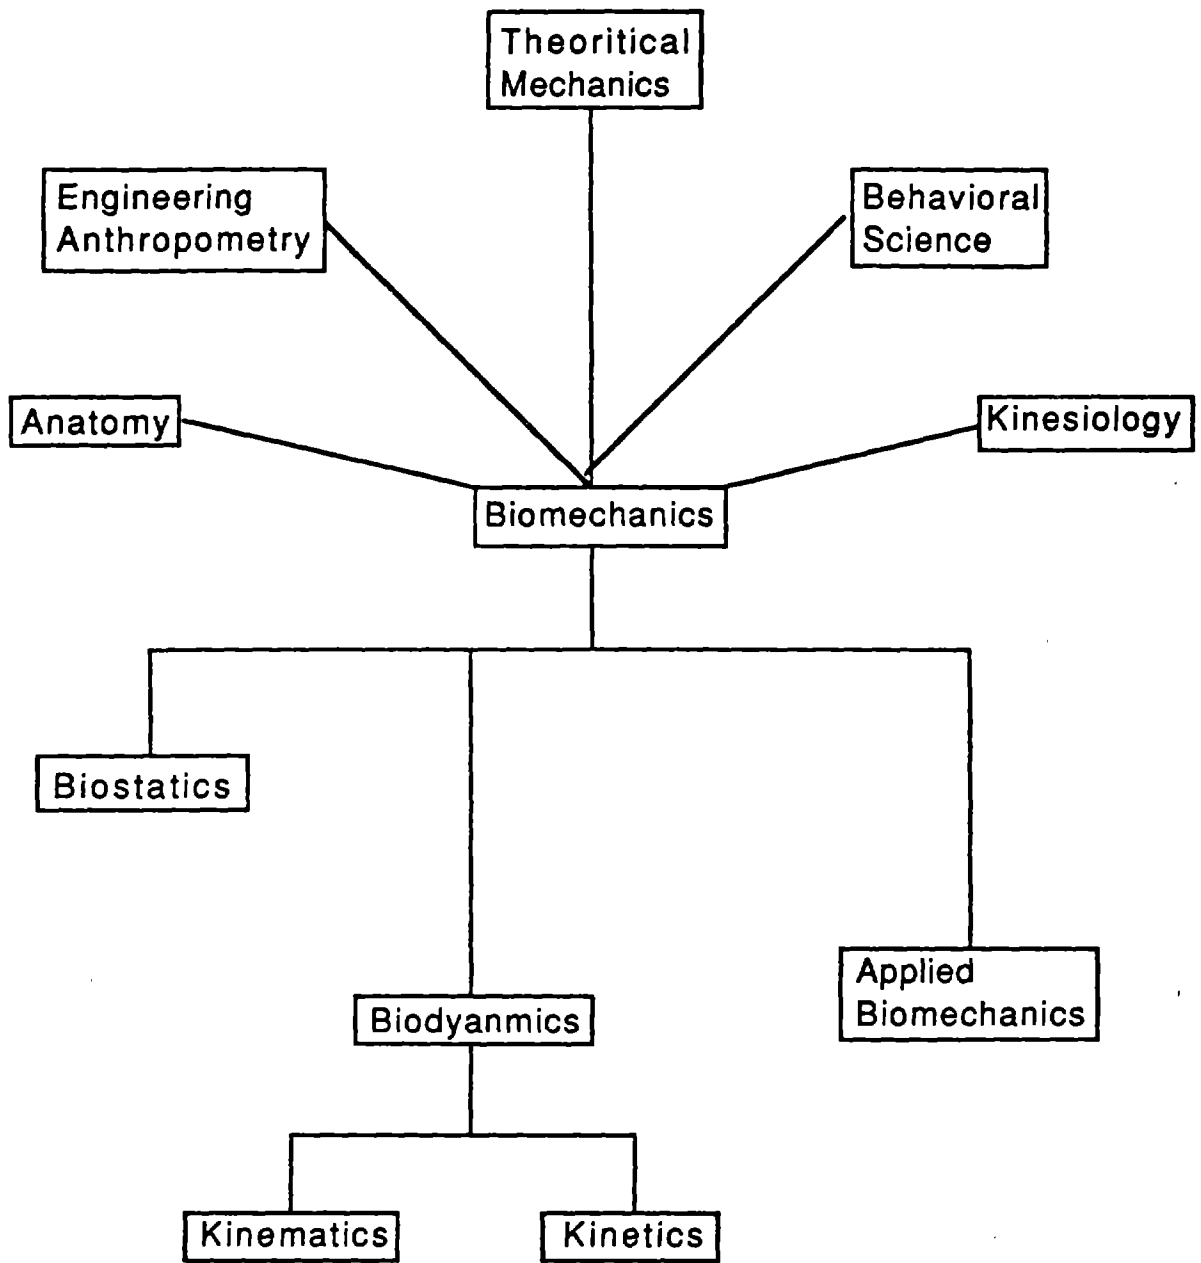 Theoritical
Mechanics
Engineering
Anthropometry
Behavioral
Science
Anatomy
Kinesiology
Biomechanics
Biostatics
Applied
Biomechanics
Biodyanmics
Kinematics
Kinetics